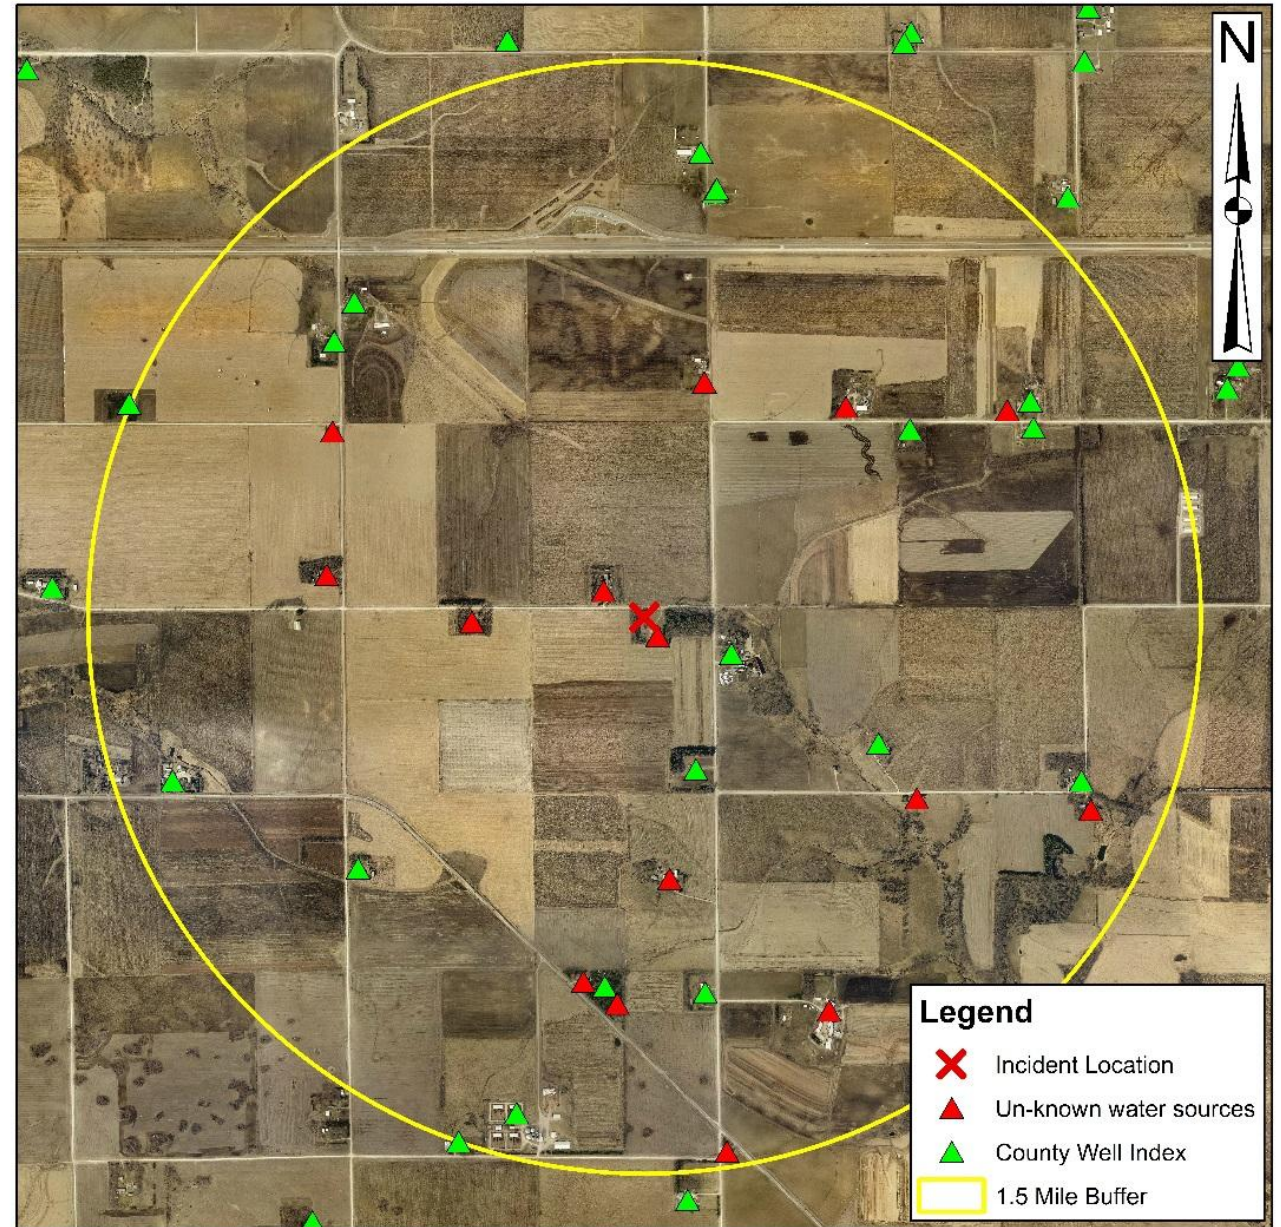 N
Legend
Incident Location
Un-known water sources
County Well Index
1.5 Mile Buffer